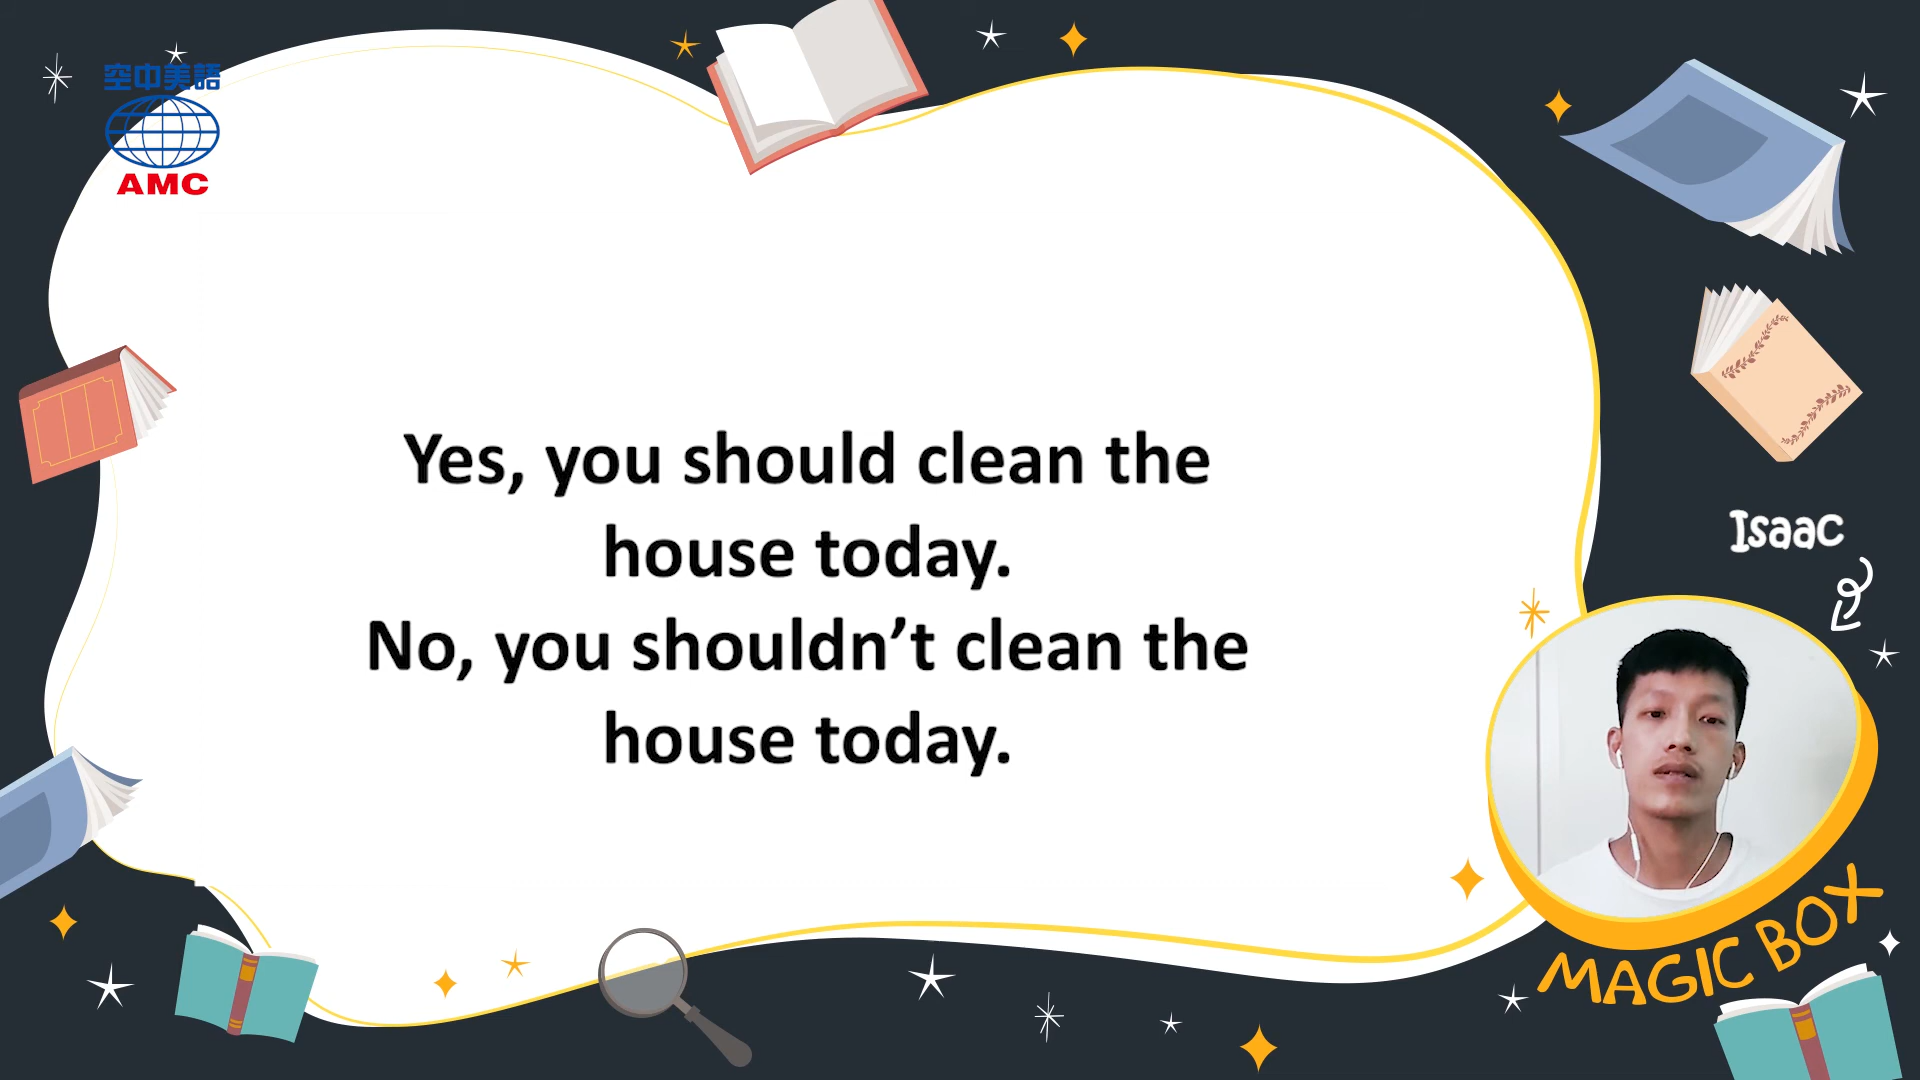 空中美語
AMC
Yes, you should clean the
house today.
No, you shouldn’t clean the
house today.
Isaac
MAGIC BOX